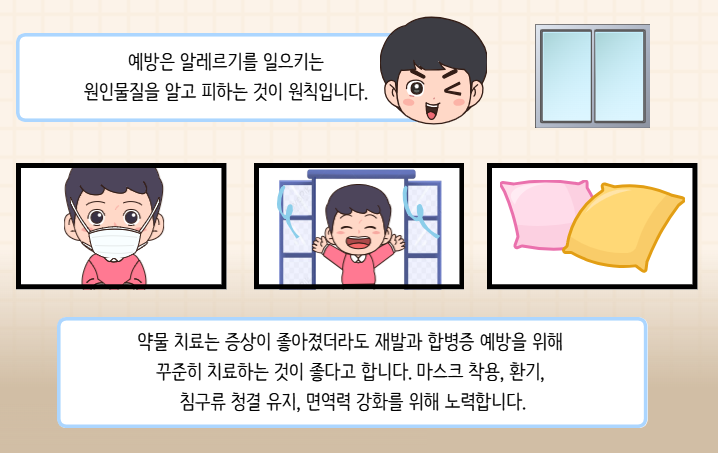 예방은 알레르기를 일으키는
원인물질을 알고 피하는 것이 원칙입니다.
약물 치료는 증상이 좋아졌더라도 재발과 합병증 예방을 위해
꾸준히 치료하는 것이 좋다고 합니다. 마스크 착용, 환기,
침구류 청결 유지, 면역력 강화를 위해 노력합니다.